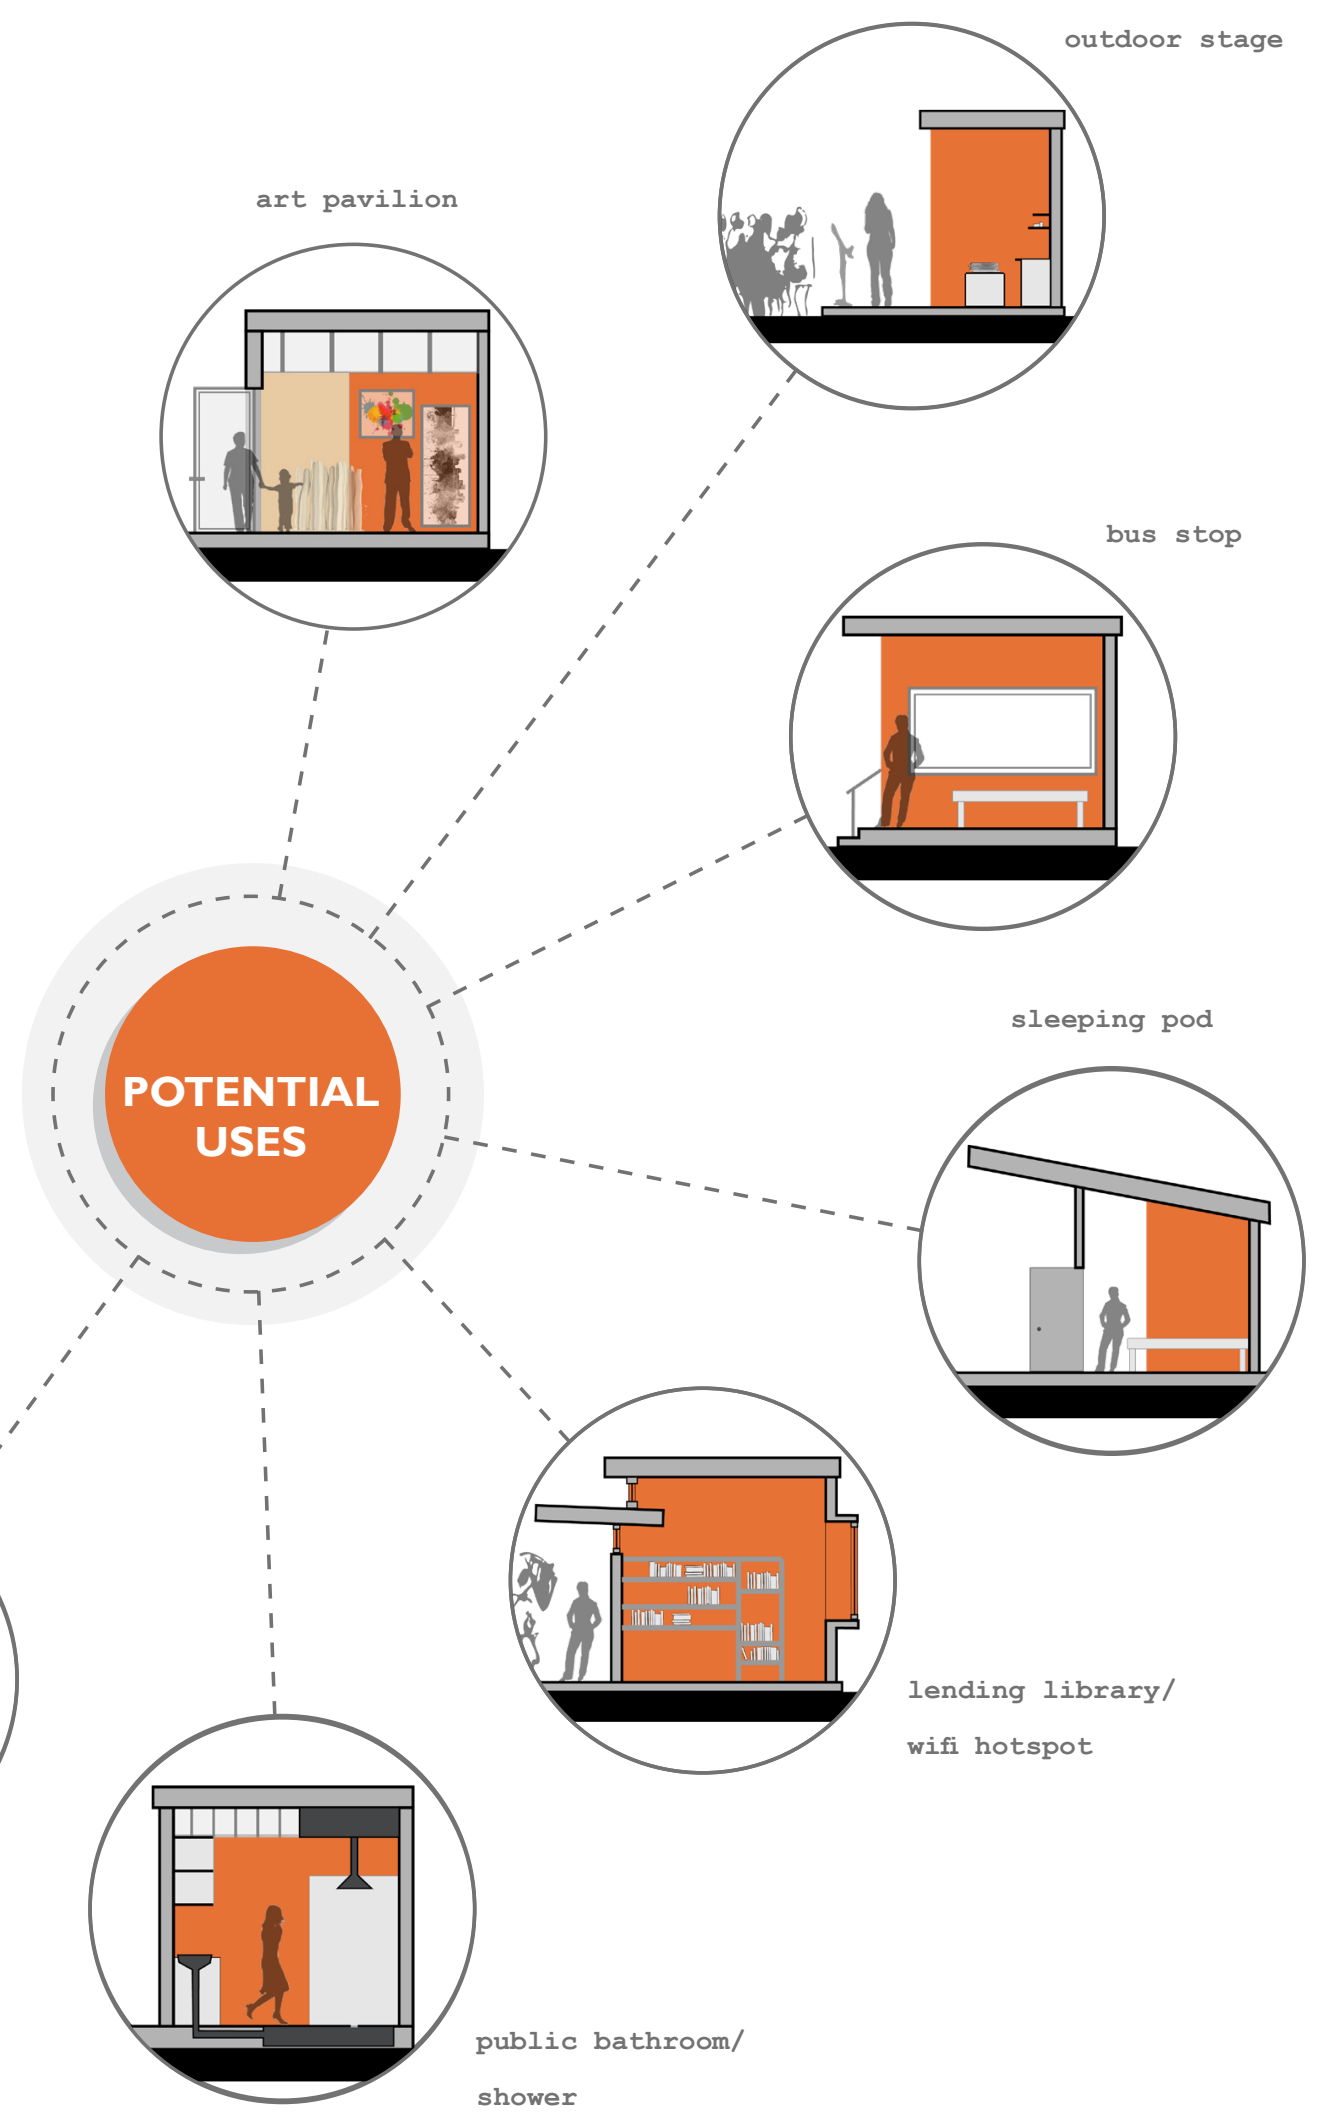 outdoor stage
art pavilion
bus stop
sleeping pod
POTENTIAL
USES
lending library/
wifi hotspot
public bathroom/
shower